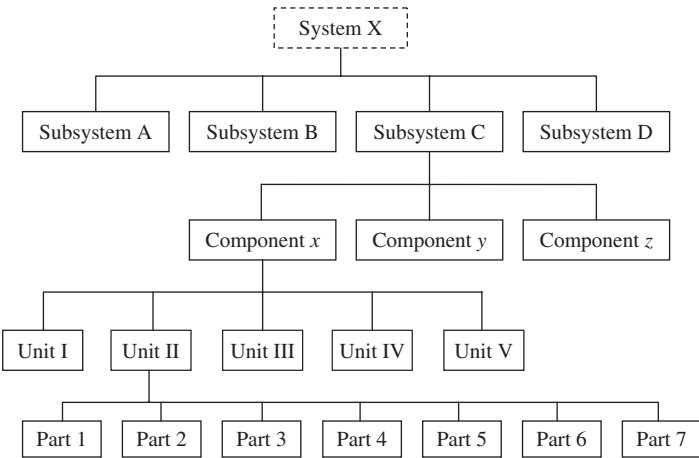 System X
Subsystem A
Subsystem B
Subsystem C
Subsystem D
Component x
Component y
Component z
Unit I
Unit II
Unit III
Unit IV
Unit V
Part 1
Part 2
Part 3
Part 4
Part 5
Part 6
Part 7